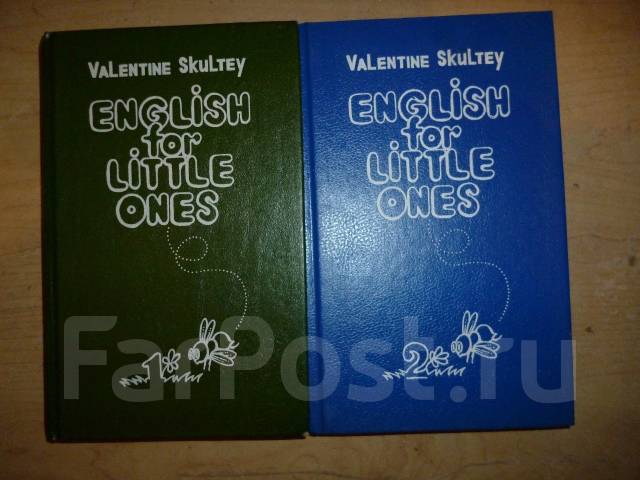 VaLentine SkuLtey
ENGLiSH
for
LiTTLE
ONES
1
VaLentine SkuLtey
ENGLiSH
for
LiTTLE
ONES
2
FarPost.ru